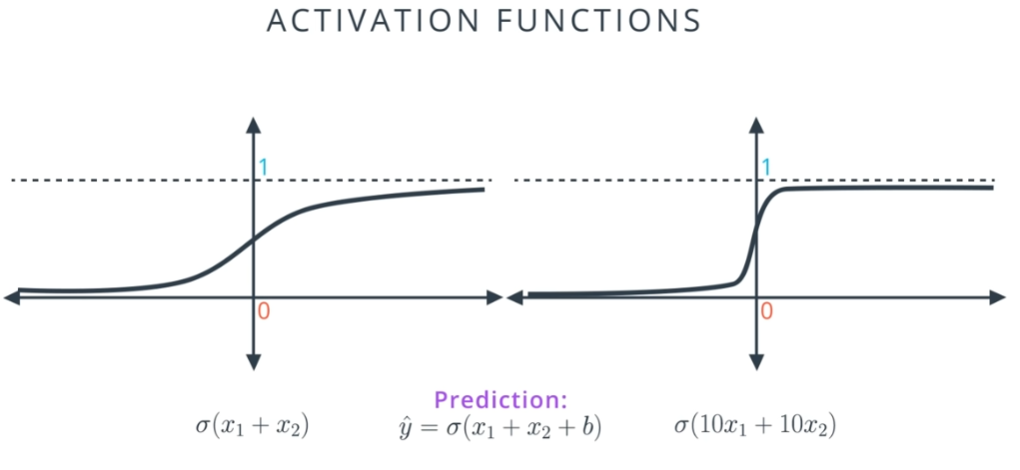 ACTIVATION FUNCTIONS
1
1
0
0
Prediction:
σ(x₁ + x₂)
ŷ = σ(x₁ + x₂ + b)
σ(10x₁ + 10x₂)